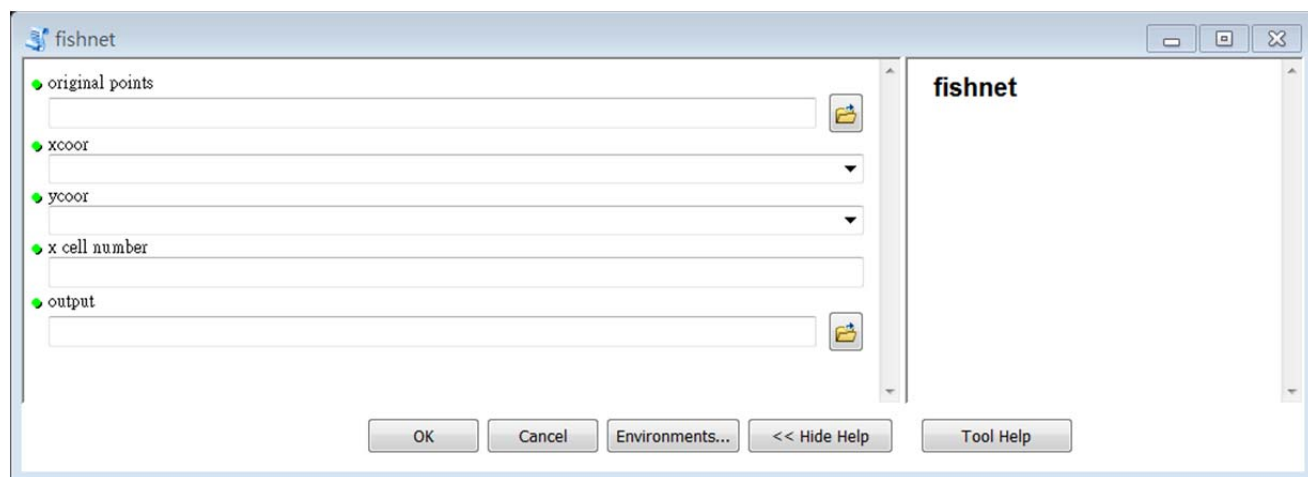 fishnet
original points
xcoor
ycoor
x cell number
output
fishnet
OK Cancel Environments... << Hide Help Tool Help